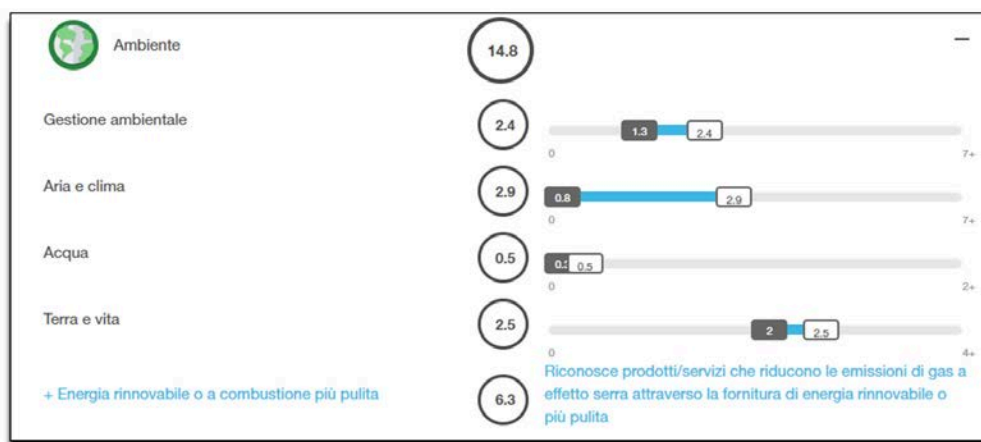 Ambiente
14.8
Gestione ambientale
2.4
1.3
2.4
0
7+
Aria e clima
2.9
0.8
2.9
0
7+
Acqua
0.5
0.5
0
2+
Terra e vita
2.5
2
2.5
0
4+
+ Energia rinnovabile o a combustione più pulita
6.3
Riconosce prodotti/servizi che riducono le emissioni di gas a
effetto serra attraverso la fornitura di energia rinnovabile o
più pulita